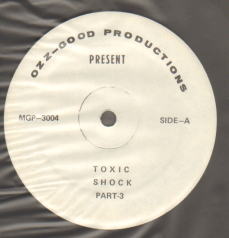 OZZ-GOOD PRODUCTIONS
PRESENT
MGP-3004
SIDE-A
TOXIC
SHOCK
PART-3